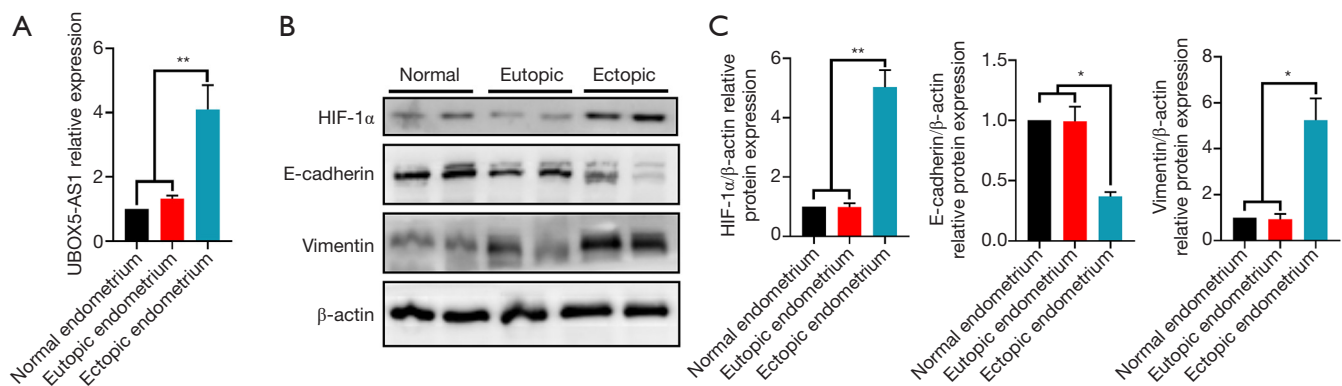 A
UBOX5-AS1 relative expression
6
4
2
0
**
Normal endometrium
Eutopic endometrium
Ectopic endometrium
B
Normal Eutopic Ectopic
HIF-1α
E-cadherin
Vimentin
β-actin
C
HIF-1α/β-actin relative
protein expression
6
4
2
0
**
Normal endometrium
Eutopic endometrium
Ectopic endometrium
E-cadherin/β-actin
relative protein expression
1.5
1.0
0.5
0.0
*
Normal endometrium
Eutopic endometrium
Ectopic endometrium
Vimentin/β-actin
relative protein expression
8
6
4
2
0
*
Normal endometrium
Eutopic endometrium
Ectopic endometrium